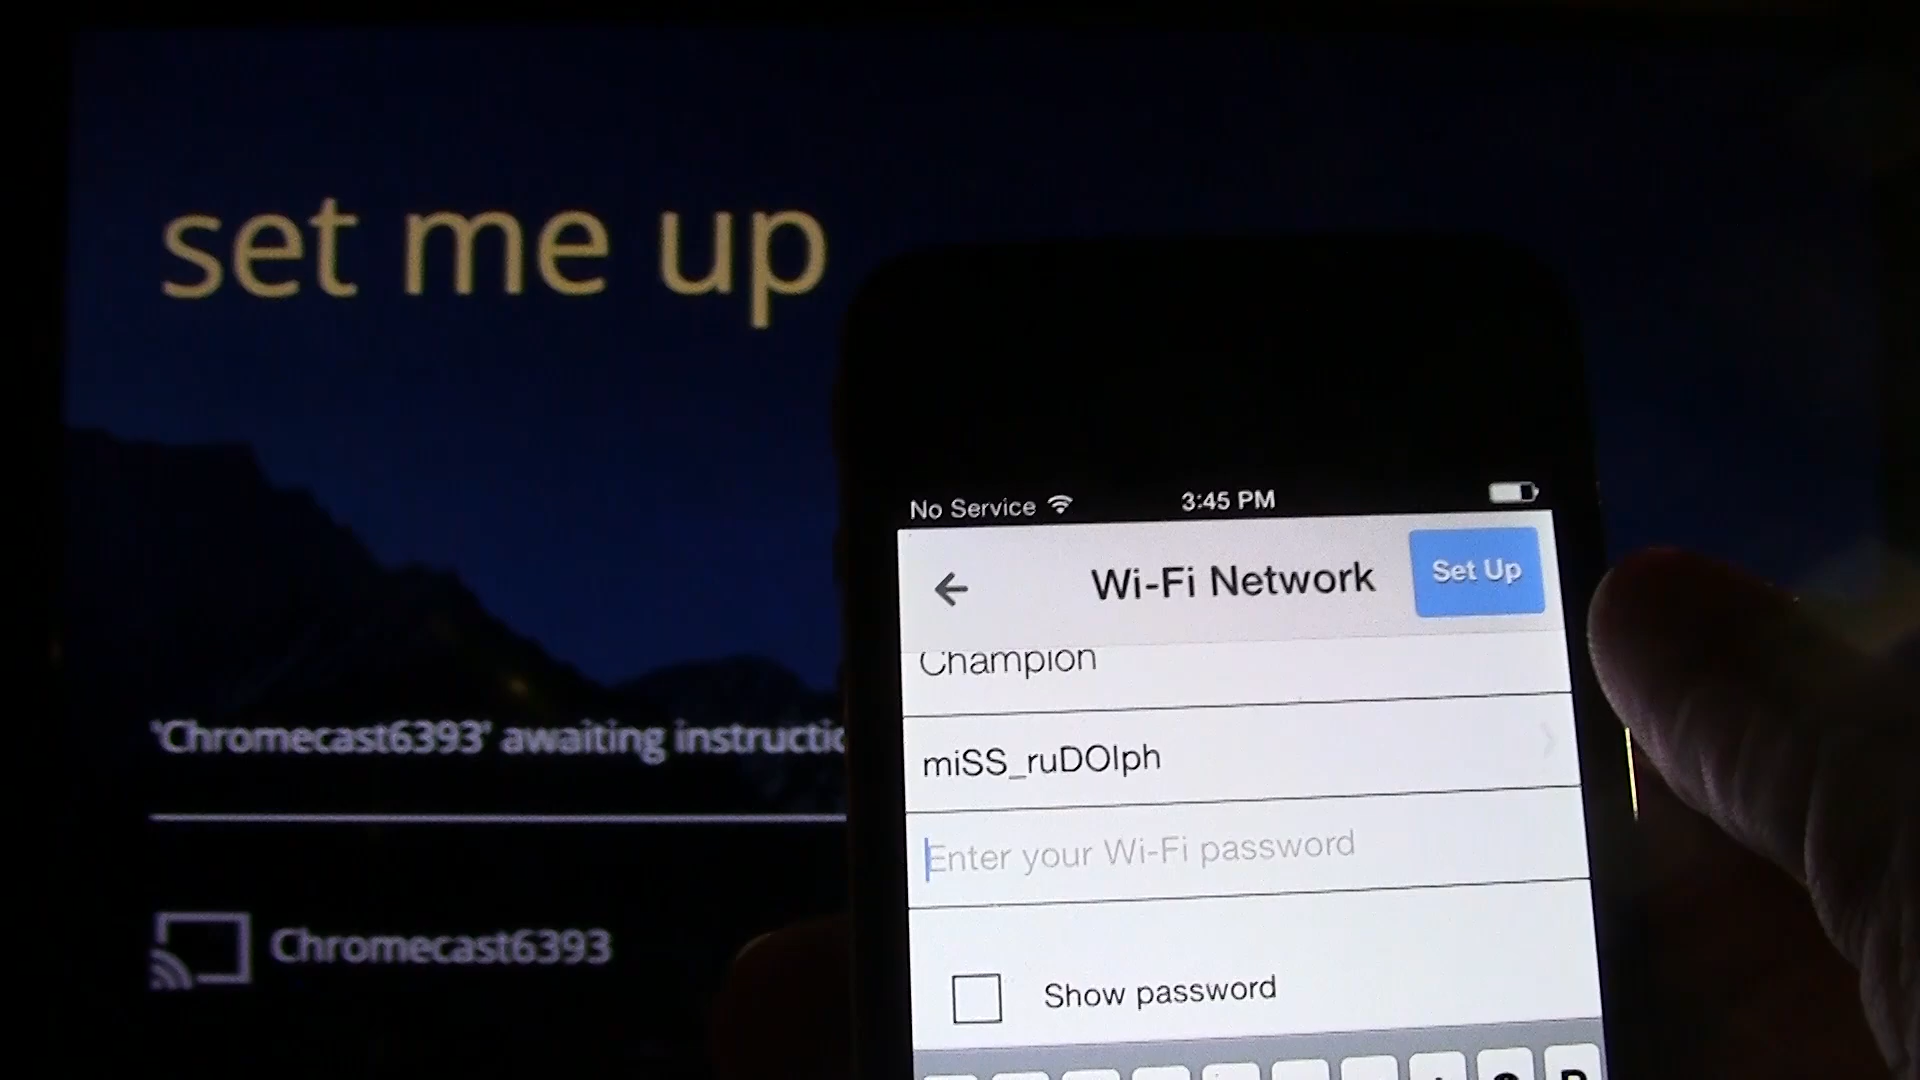 set me up
'Chromecast6393' awaiting
Chromecast6393
No Service
3:45 PM
Wi-Fi Network
Set Up
Champion
miSS_ruDOlph
Enter your Wi-Fi password
Show password
P